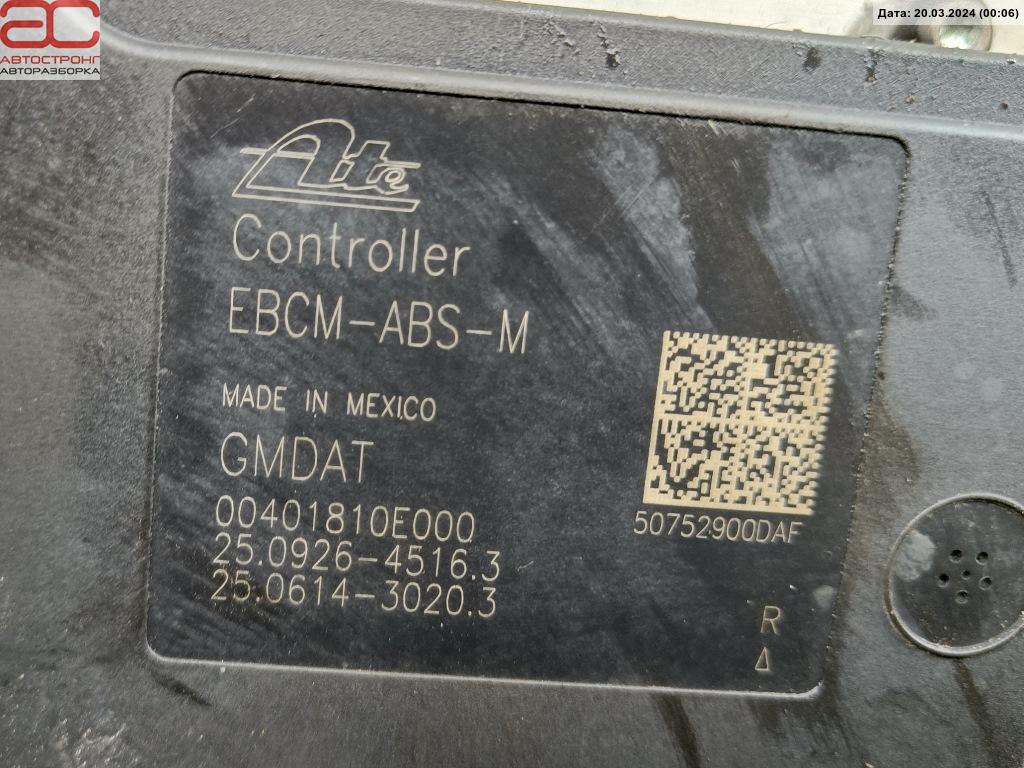 Дата: 20.03.2024 (00:06)
ас
АВТОСТРОНГ
АВТОРАЗБОРКА
Ate
Controller
EBCM-ABS-M
MADE IN MEXICO
GMDAT
00401810E000
25.0926-4516.3
25.0614-3020.3
50752900DAF
R